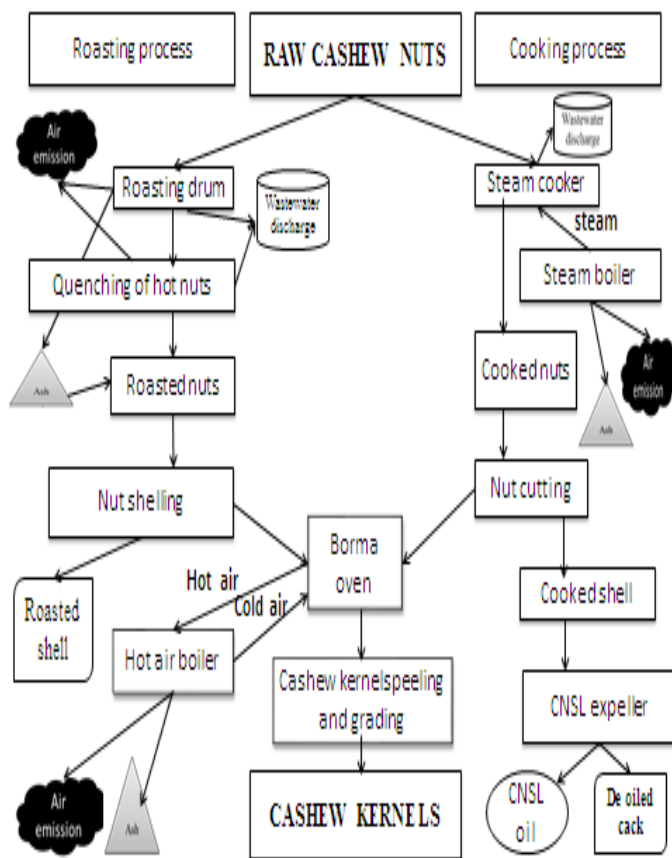 Roasting process
RAW CASHEW NUTS
Cooking process
Air
emission
Wastewater
discharge
Roasting drum
Wastewater
discharge
Steam cooker
steam
Quenching of hot nuts
Steam boiler
Ash
Roasted nuts
Cooked nuts
Air
emission
Ash
Nut shelling
Nut cutting
Borma
oven
Hot air
Cold air
Roasted
shell
Cooked shell
Hot air boiler
Cashew kernelspeeling
and grading
CNSL expeller
Air
emission
Ash
CASHEW KERNELS
CNSL
oil
De oiled
cack